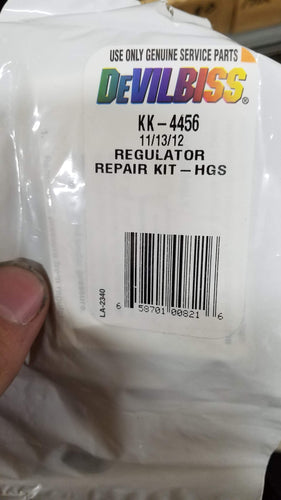 USE ONLY GENUINE SERVICE PARTS
DEVILBISS®
KK-4456
11/13/12
REGULATOR
REPAIR KIT-HGS
LA-2340
6 58701 00821 6